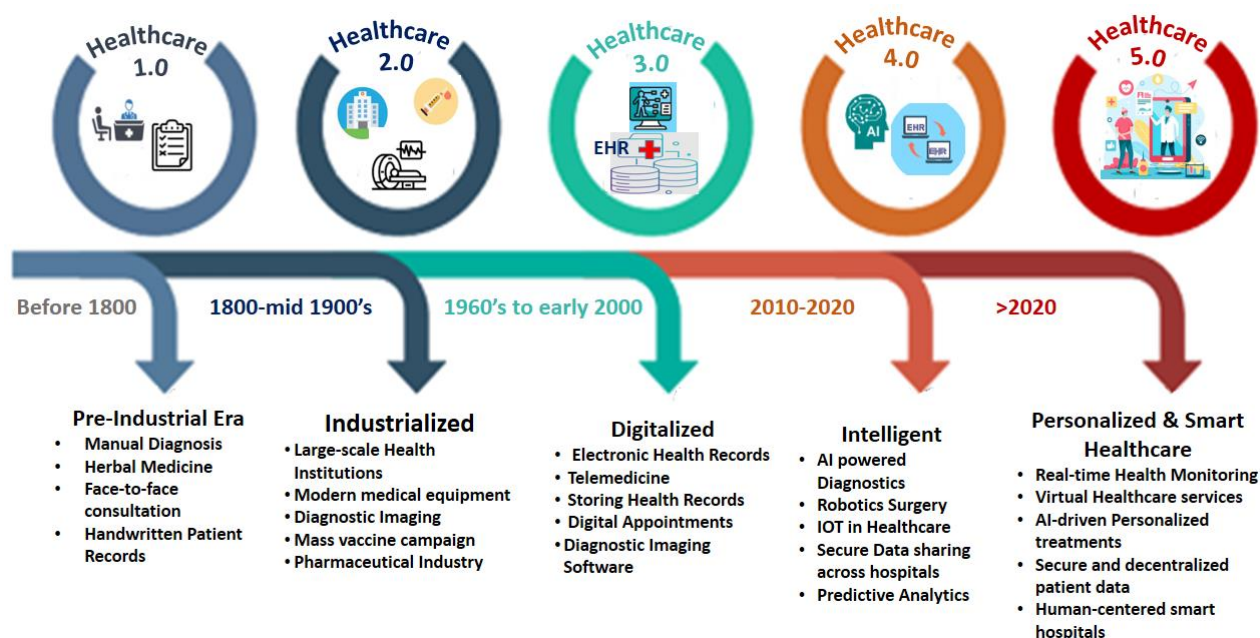 Healthcare
1.0
Healthcare
2.0
Healthcare
3.0
EHR
Healthcare
4.0
AI
EHR
EHR
Healthcare
5.0
Before 1800
1800-mid 1900's
1960's to early 2000
2010-2020
>2020
Pre-Industrial Era
• Manual Diagnosis
• Herbal Medicine
• Face-to-face
consultation
• Handwritten Patient
Records
Industrialized
• Large-scale Health
Institutions
• Modern medical equipment
• Diagnostic Imaging
• Mass vaccine campaign
• Pharmaceutical Industry
Digitalized
• Electronic Health Records
• Telemedicine
• Storing Health Records
• Digital Appointments
• Diagnostic Imaging
Software
Intelligent
• AI powered
Diagnostics
• Robotics Surgery
• IOT in Healthcare
• Secure Data sharing
across hospitals
• Predictive Analytics
Personalized & Smart
Healthcare
• Real-time Health Monitoring
• Virtual Healthcare services
• AI-driven Personalized
treatments
• Secure and decentralized
patient data
• Human-centered smart
hospitals